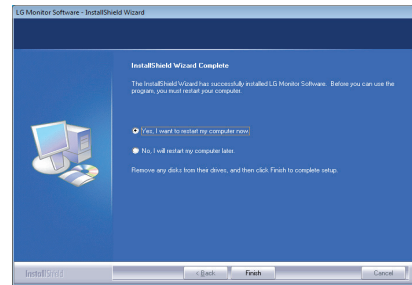 LG Monitor Software - InstallShield Wizard
InstallShield Wizard Complete
The InstallShield Wizard has successfully installed LG Monitor Software. Before you can use the
program, you must restart your computer.
Yes, I want to restart my computer now.
No, I will restart my computer later.
Remove any disks from their drives, and then click Finish to complete setup.
InstallShield
< Back Finish Cancel